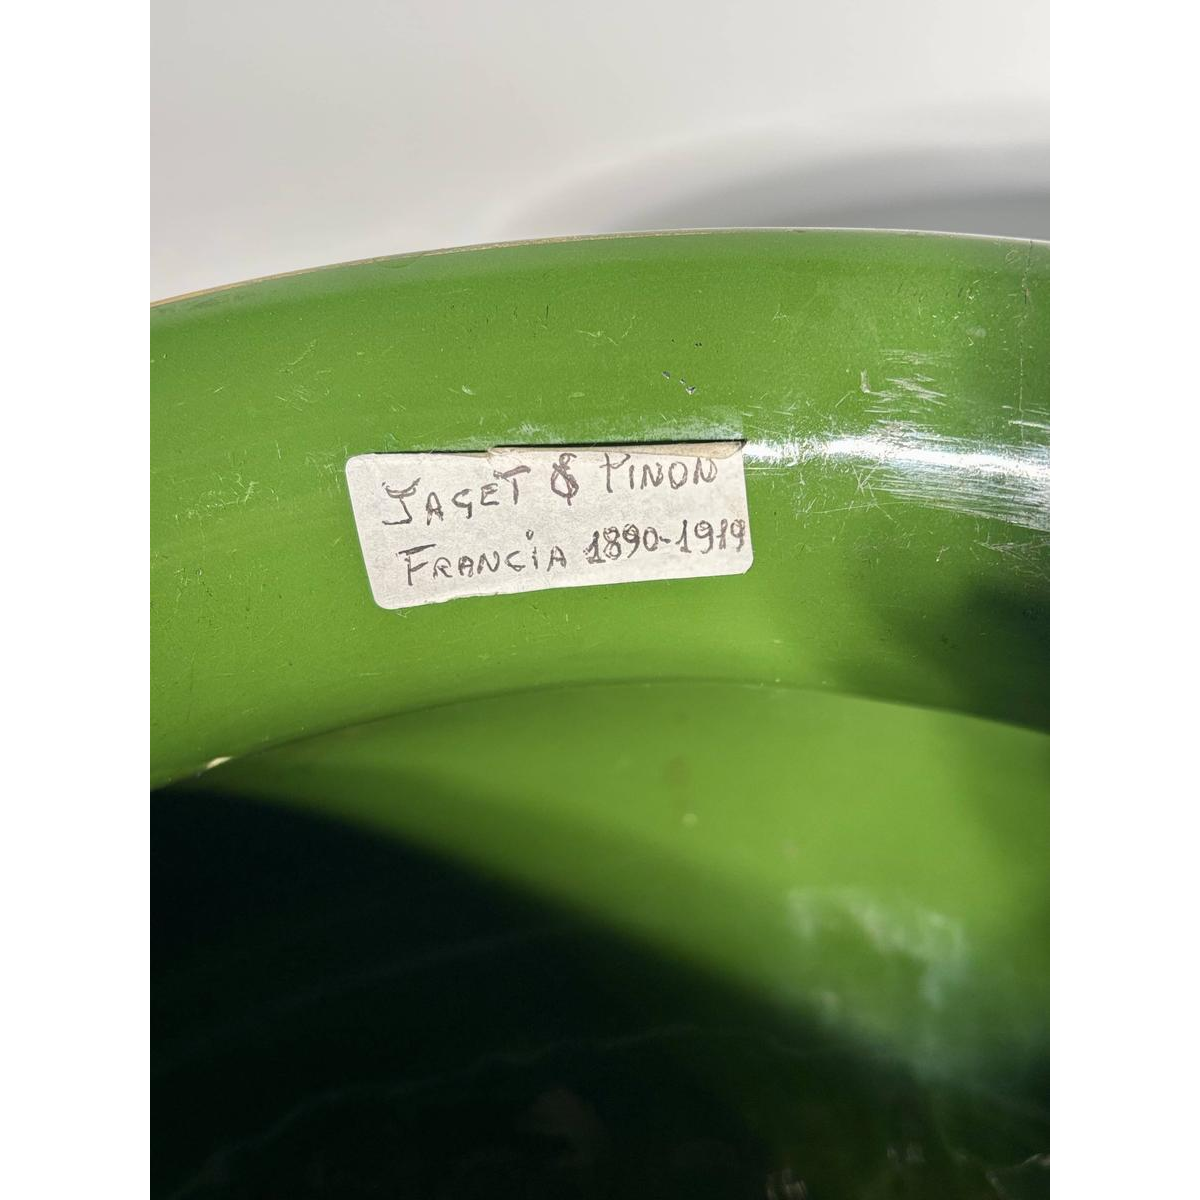 JAGET & PINON
FRANCIA 1890-1919